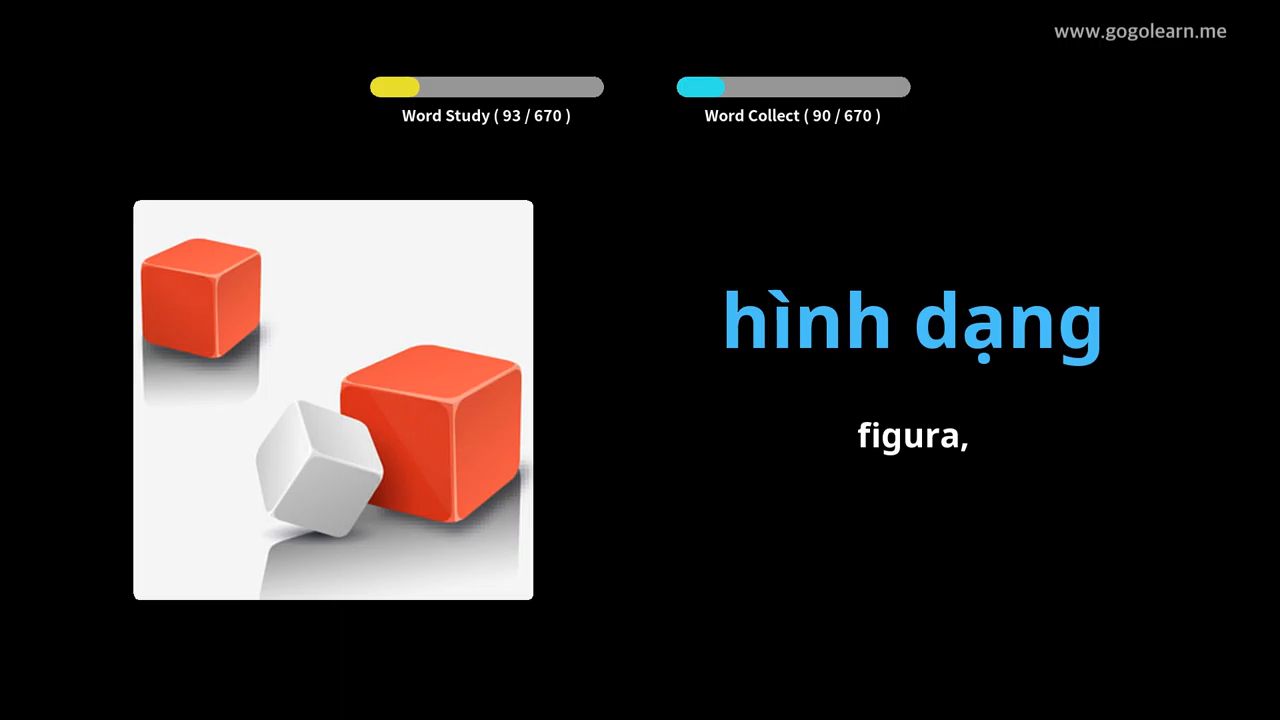 www.gogolearn.me
Word Study ( 93 / 670 )
Word Collect ( 90 / 670 )
hình dạng
figura,